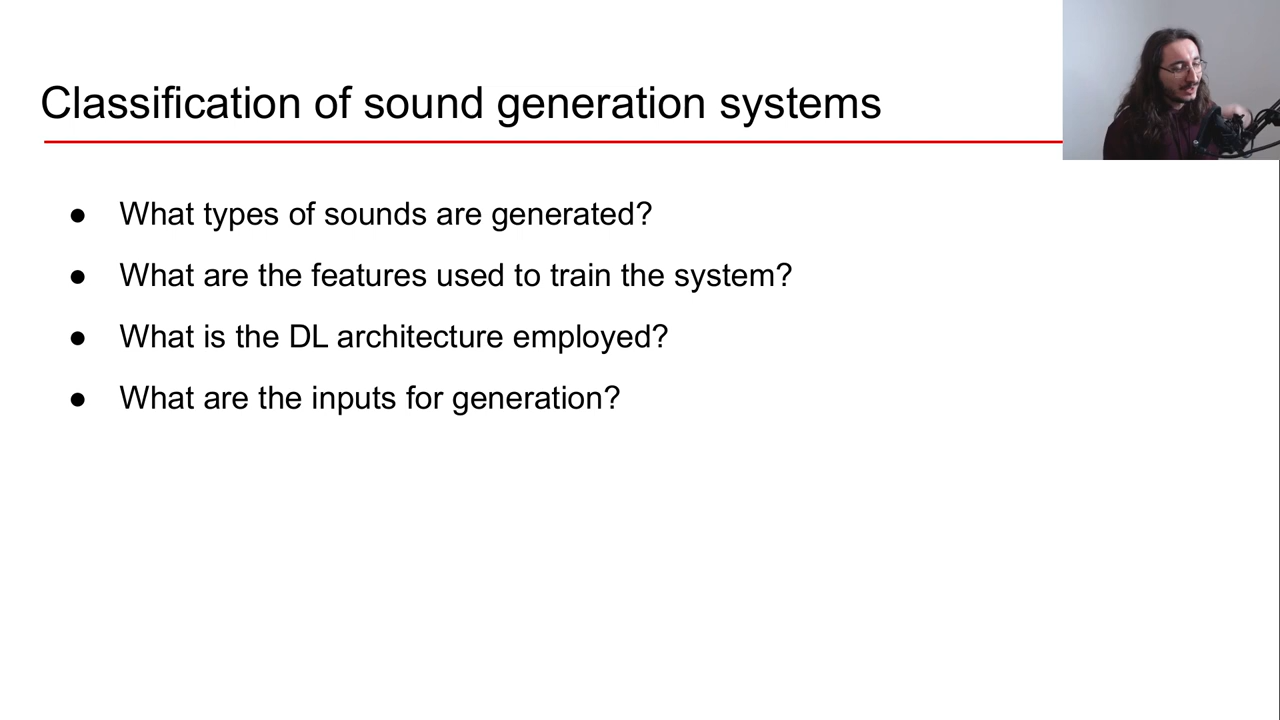 Classification of sound generation systems
● What types of sounds are generated?
● What are the features used to train the system?
● What is the DL architecture employed?
● What are the inputs for generation?